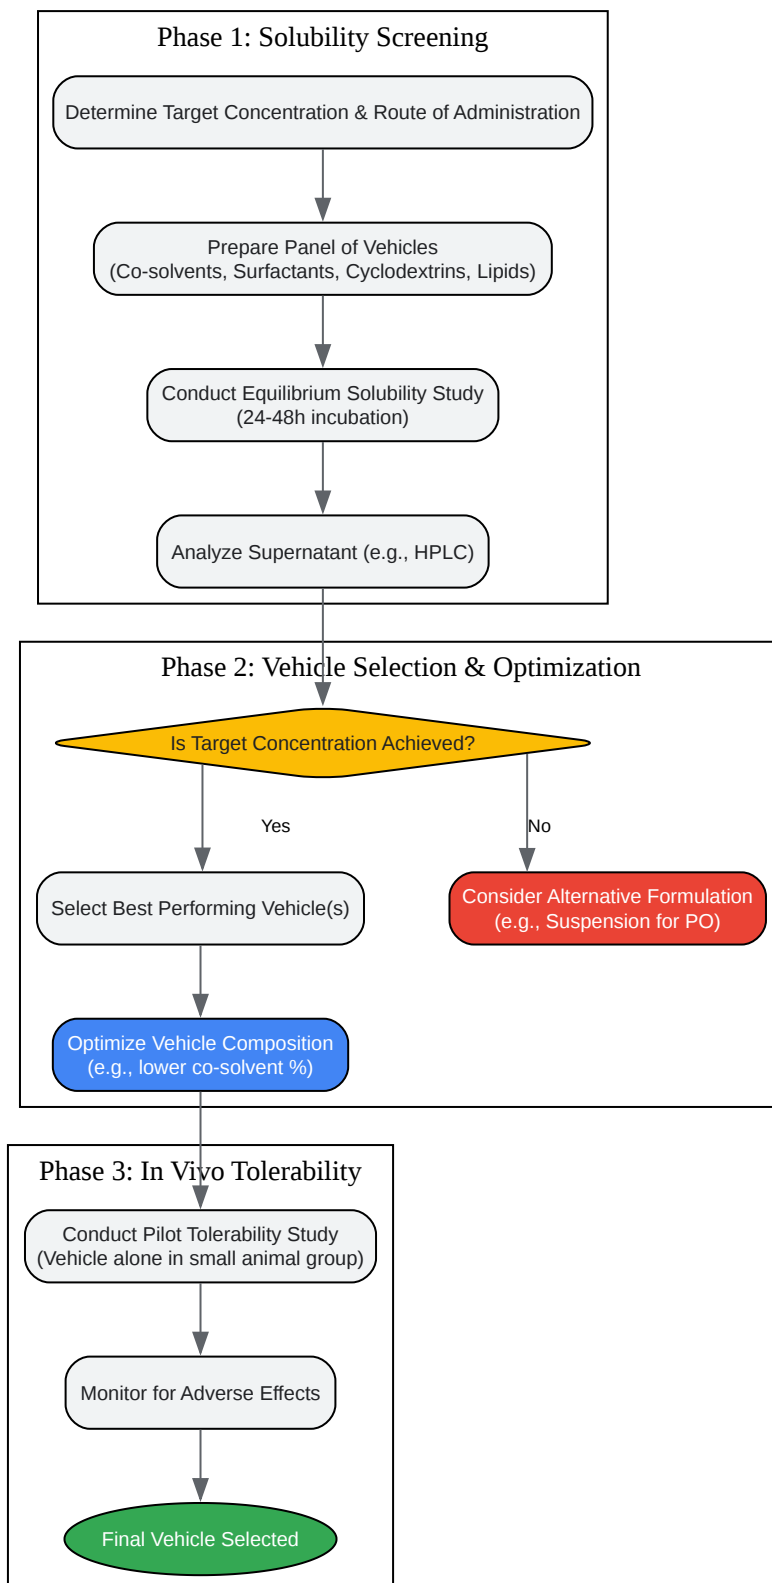 Phase 1: Solubility Screening
Determine Target Concentration & Route of Administration
Prepare Panel of Vehicles
(Co-solvents, Surfactants, Cyclodextrins, Lipids)
Conduct Equilibrium Solubility Study
(24-48h incubation)
Analyze Supernatant (e.g., HPLC)
Phase 2: Vehicle Selection & Optimization
Is Target Concentration Achieved?
Yes
No
Select Best Performing Vehicle(s)
Consider Alternative Formulation
(e.g., Suspension for PO)
Optimize Vehicle Composition
(e.g., lower co-solvent %)
Phase 3: In Vivo Tolerability
Conduct Pilot Tolerability Study
(Vehicle alone in small animal group)
Monitor for Adverse Effects
Final Vehicle Selected